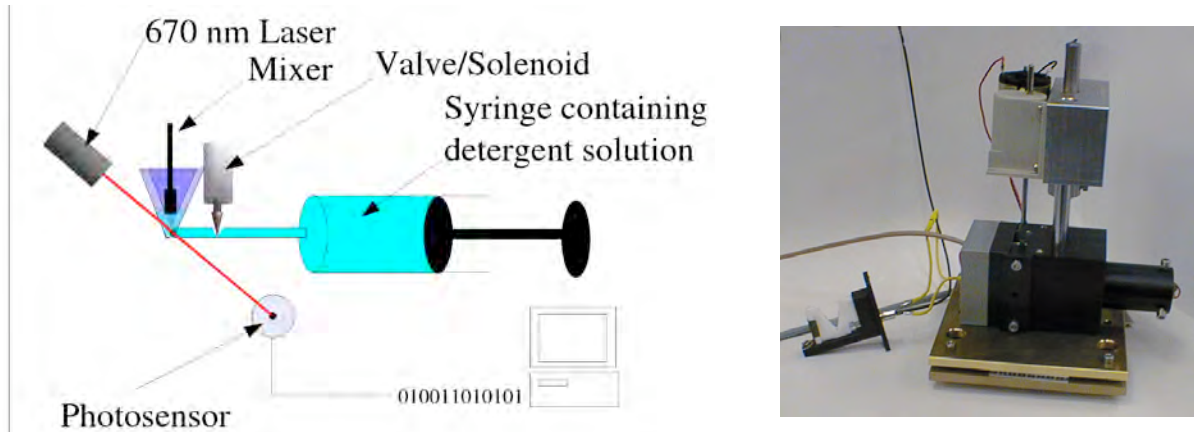 670 nm Laser
Mixer
Valve/Solenoid
Syringe containing
detergent solution
010011010101
Photosensor